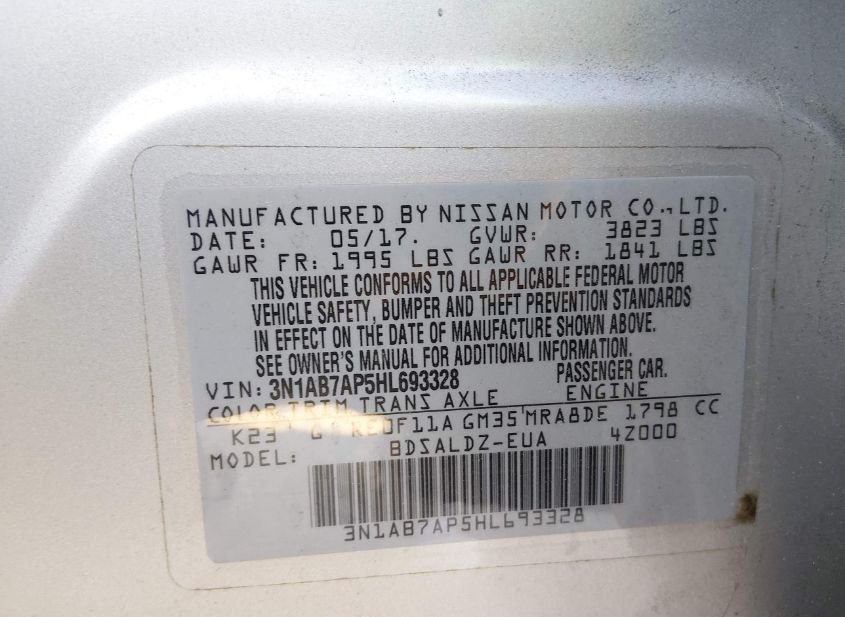 MANUFACTURED BY NISSAN MOTOR CO., LTD.
DATE: 05/17. GVWR: 3823 LBS
GAWR FR: 1995 LBS GAWR RR: 1841 LBS
THIS VEHICLE CONFORMS TO ALL APPLICABLE FEDERAL MOTOR
VEHICLE SAFETY, BUMPER AND THEFT PREVENTION STANDARDS
IN EFFECT ON THE DATE OF MANUFACTURE SHOWN ABOVE.
SEE OWNER'S MANUAL FOR ADDITIONAL INFORMATION.
VIN: 3N1AB7AP5HL693328 PASSENGER CAR.
COLOR TRIM TRANS AXLE ENGINE
K23 G RE0F11A GM35 MRA8DE 1798 CC
MODEL: BDSALDZ-EUA 4Z000
3N1AB7AP5HL693328